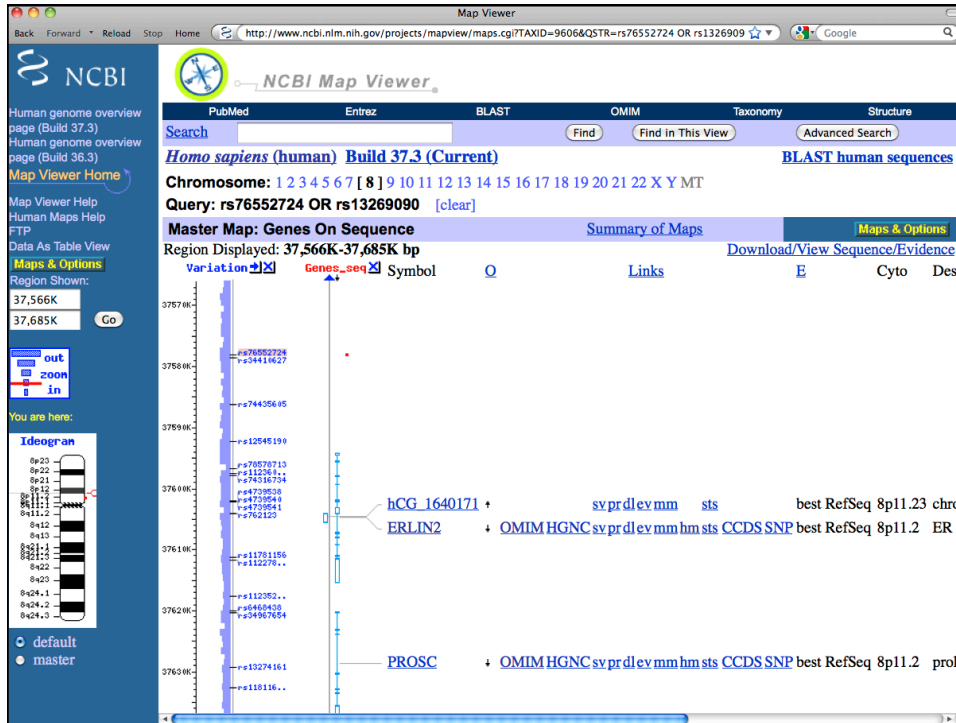 Map Viewer
Back Forward Reload Stop Home http://www.ncbi.nlm.nih.gov/projects/mapview/maps.cgi?TAXID=9606&QSTR=rs76552724 OR rs1326909 Google
NCBI
NCBI Map Viewer
PubMed Entrez BLAST OMIM Taxonomy Structure
Search Find Find in This View Advanced Search
Human genome overview
page (Build 37.3)
Human genome overview
page (Build 36.3)
Map Viewer Home
Map Viewer Help
Human Maps Help
FTP
Data As Table View
Maps & Options
Region Shown:
37,566K
37,685K Go
out
zoom
in
You are here:
Ideogram
8p23
8p22
8p21
8p12
8p11.2
8q11.2
8q12
8q13
8q21.1
8q21.3
8q22
8q23
8q24.1
8q24.2
8q24.3
default
master
Homo sapiens (human) Build 37.3 (Current) BLAST human sequences
Chromosome: 1 2 3 4 5 6 7 [ 8 ] 9 10 11 12 13 14 15 16 17 18 19 20 21 22 X Y MT
Query: rs76552724 OR rs13269090 [clear]
Master Map: Genes On Sequence Summary of Maps Maps & Options
Region Displayed: 37,566K-37,685K bp Download/View Sequence/Evidence
Variation Genes_seq Symbol O Links E Cyto Des
37570K
rs76552724
rs34410627
37580K
rs74435605
37590K
rs12545190
rs78578713
rs112360..
rs74316734
37600K
rs4739538
rs4739540
rs4739541
rs762123
hCG_1640171 sv pr dl ev mm sts best RefSeq 8p11.23 chro
ERLIN2 OMIM HGNC sv pr dl ev mm hm sts CCDS SNP best RefSeq 8p11.2 ER
37610K
rs11781156
rs112278..
rs112352..
37620K
rs6468438
rs34967654
rs13274161
PROSC OMIM HGNC sv pr dl ev mm hm sts CCDS SNP best RefSeq 8p11.2 prol
37630K
rs118116..